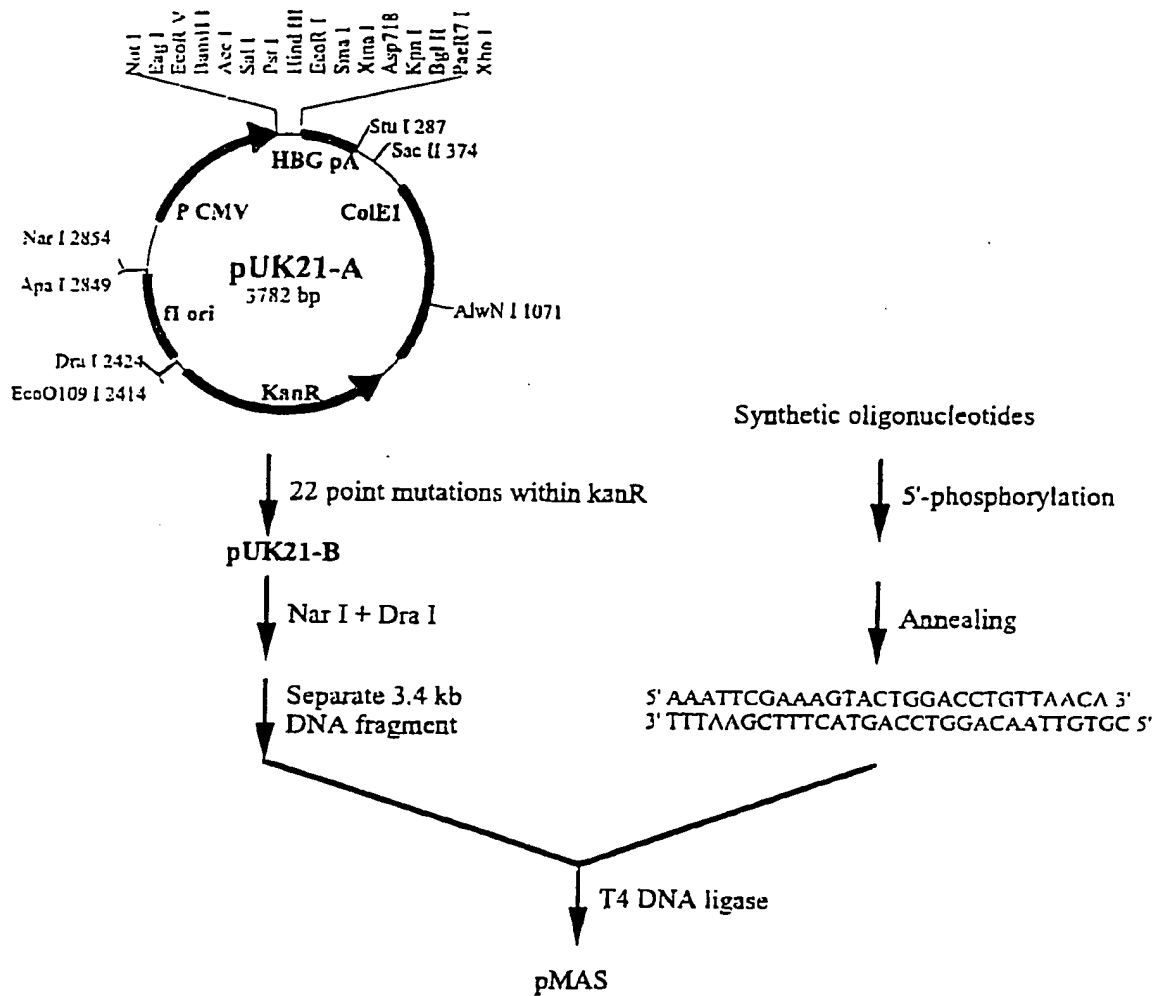 Not I
Eag I
EcoR V
BamH I
Acc I
Sal I
Pst I
Hind III
EcoR I
Sma I
Xma I
Asp718
Kpn I
Bgl II
PaeR7 I
Xho I
Stu I 287
Sac II 374
HBG pA
P CMV
ColE1
Nar I 2854
Apa I 2849
pUK21-A
3782 bp
f1 ori
AlwN I 1071
Dra I 2424
EcoO109 I 2414
KanR
Synthetic oligonucleotides
22 point mutations within kanR
5'-phosphorylation
pUK21-B
Nar I + Dra I
Annealing
Separate 3.4 kb
DNA fragment
5' AAATTCGAAAGTACTGGACCTGTTAACA 3'
3' TTTAAGCTTTCATGACCTGGACAATTGTGC 5'
T4 DNA ligase
pMAS